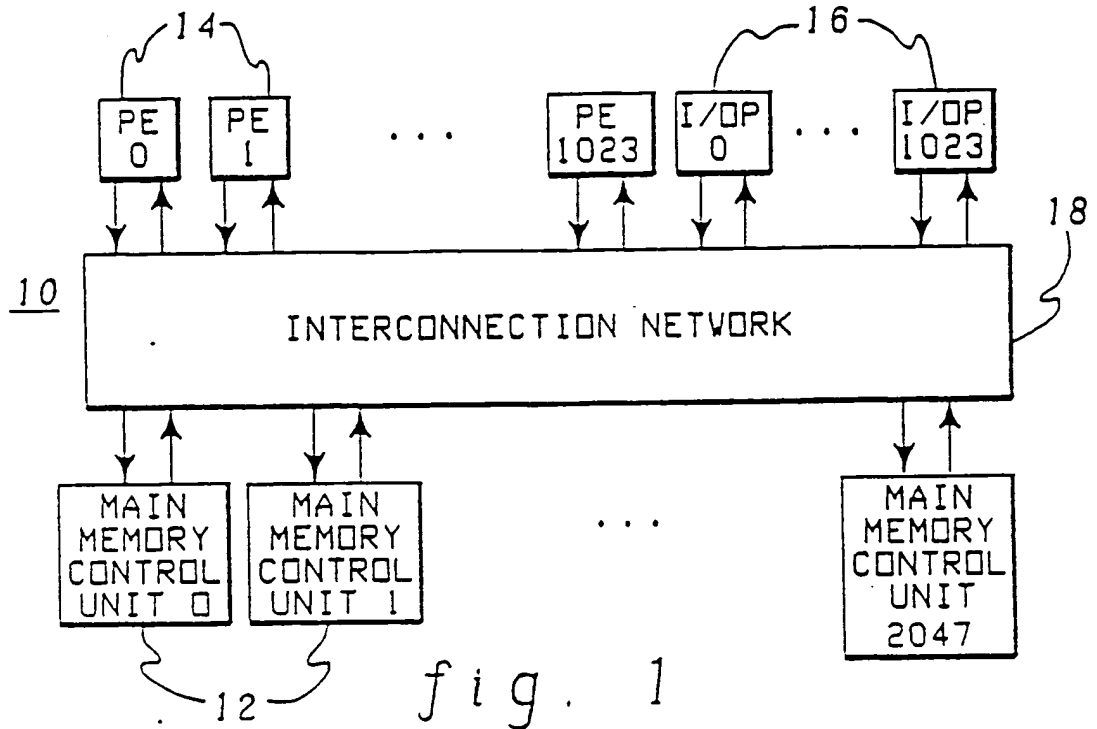 14
16
PE
0
PE
1
...
PE
1023
I/OP
0
...
I/OP
1023
18
10
INTERCONNECTION NETWORK
MAIN
MEMORY
CONTROL
UNIT 0
MAIN
MEMORY
CONTROL
UNIT 1
...
MAIN
MEMORY
CONTROL
UNIT
2047
12
fig. 1